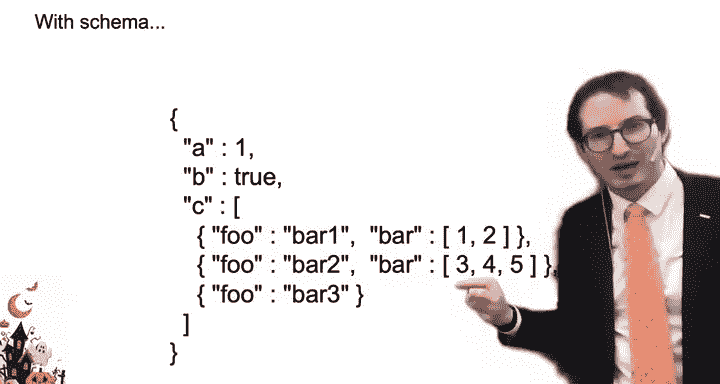 With schema...
{
"a" : 1,
"b" : true,
"c" : [
{ "foo" : "bar1", "bar" : [ 1, 2 ] },
{ "foo" : "bar2", "bar" : [ 3, 4, 5 ] },
{ "foo" : "bar3" }
]
}